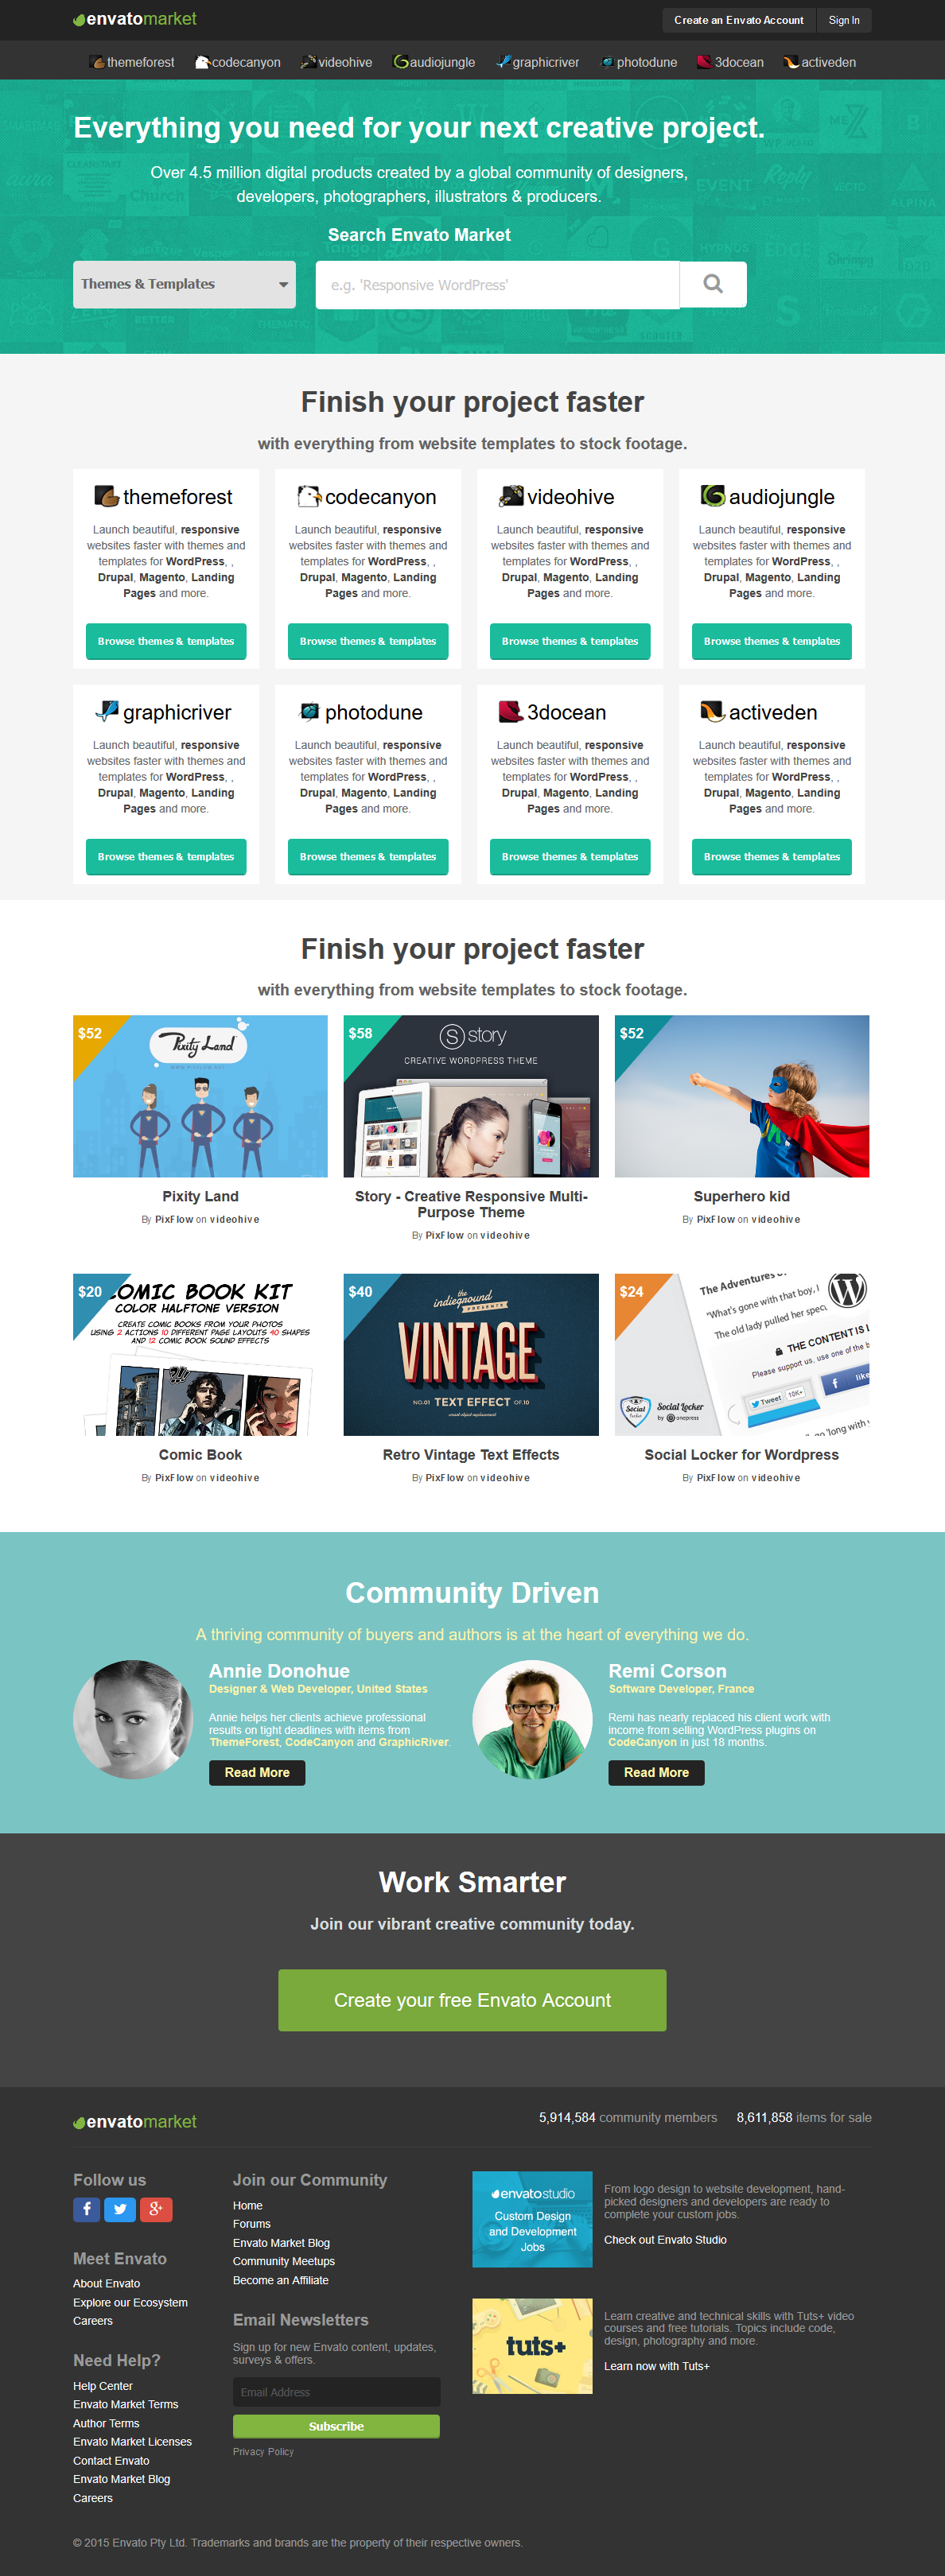 envatomarket
Create an Envato Account Sign In
themeforest codecanyon videohive audiojungle graphicriver photodune 3docean activeden
Everything you need for your next creative project.
Over 4.5 million digital products created by a global community of designers,
developers, photographers, illustrators & producers.
Search Envato Market
Themes & Templates
e.g. 'Responsive WordPress'
Finish your project faster
with everything from website templates to stock footage.
themeforest
Launch beautiful, responsive
websites faster with themes and
templates for WordPress, ,
Drupal, Magento, Landing
Pages and more.
Browse themes & templates
codecanyon
Launch beautiful, responsive
websites faster with themes and
templates for WordPress, ,
Drupal, Magento, Landing
Pages and more.
Browse themes & templates
videohive
Launch beautiful, responsive
websites faster with themes and
templates for WordPress, ,
Drupal, Magento, Landing
Pages and more.
Browse themes & templates
audiojungle
Launch beautiful, responsive
websites faster with themes and
templates for WordPress, ,
Drupal, Magento, Landing
Pages and more.
Browse themes & templates
graphicriver
Launch beautiful, responsive
websites faster with themes and
templates for WordPress, ,
Drupal, Magento, Landing
Pages and more.
Browse themes & templates
photodune
Launch beautiful, responsive
websites faster with themes and
templates for WordPress, ,
Drupal, Magento, Landing
Pages and more.
Browse themes & templates
3docean
Launch beautiful, responsive
websites faster with themes and
templates for WordPress, ,
Drupal, Magento, Landing
Pages and more.
Browse themes & templates
activeden
Launch beautiful, responsive
websites faster with themes and
templates for WordPress, ,
Drupal, Magento, Landing
Pages and more.
Browse themes & templates
Finish your project faster
with everything from website templates to stock footage.
$52
Pixity Land
WWW.PIXFLOW.NET
Pixity Land
By PixFlow on videohive
$58
S story
CREATIVE WORDPRESS THEME
Story - Creative Responsive Multi-
Purpose Theme
By PixFlow on videohive
$52
Superhero kid
By PixFlow on videohive
$20
COMIC BOOK KIT
COLOR HALFTONE VERSION
CREATE COMIC BOOKS FROM YOUR PHOTOS
USING 2 ACTIONS 10 DIFFERENT PAGE LAYOUTS 40 SHAPES
AND 12 COMIC BOOK SOUND EFFECTS
?!!
Comic Book
By PixFlow on videohive
$40
the
indieground
PRESENTS
VINTAGE
NO.01 TEXT EFFECT OF.10
smart object replacement
Retro Vintage Text Effects
By PixFlow on videohive
$24
The Adventures of
"What's gone with that boy, I
The old lady pulled her spec
THE CONTENT IS L
Please support us, use one of the b
Tweet 10K+
f like
Social Locker
by onepress
go 'long with y
Social Locker for Wordpress
By PixFlow on videohive
Community Driven
A thriving community of buyers and authors is at the heart of everything we do.
Annie Donohue
Designer & Web Developer, United States
Annie helps her clients achieve professional
results on tight deadlines with items from
ThemeForest, CodeCanyon and GraphicRiver.
Read More
Remi Corson
Software Developer, France
Remi has nearly replaced his client work with
income from selling WordPress plugins on
CodeCanyon in just 18 months.
Read More
Work Smarter
Join our vibrant creative community today.
Create your free Envato Account
envatomarket
5,914,584 community members 8,611,858 items for sale
Follow us
f g+
Meet Envato
About Envato
Explore our Ecosystem
Careers
Need Help?
Help Center
Envato Market Terms
Author Terms
Envato Market Licenses
Contact Envato
Envato Market Blog
Careers
Join our Community
Home
Forums
Envato Market Blog
Community Meetups
Become an Affiliate
Email Newsletters
Sign up for new Envato content, updates,
surveys & offers.
Email Address
Subscribe
Privacy Policy
envatostudio
Custom Design
and Development
Jobs
From logo design to website development, hand-
picked designers and developers are ready to
complete your custom jobs.
Check out Envato Studio
tuts+
Learn creative and technical skills with Tuts+ video
courses and free tutorials. Topics include code,
design, photography and more.
Learn now with Tuts+
© 2015 Envato Pty Ltd. Trademarks and brands are the property of their respective owners.